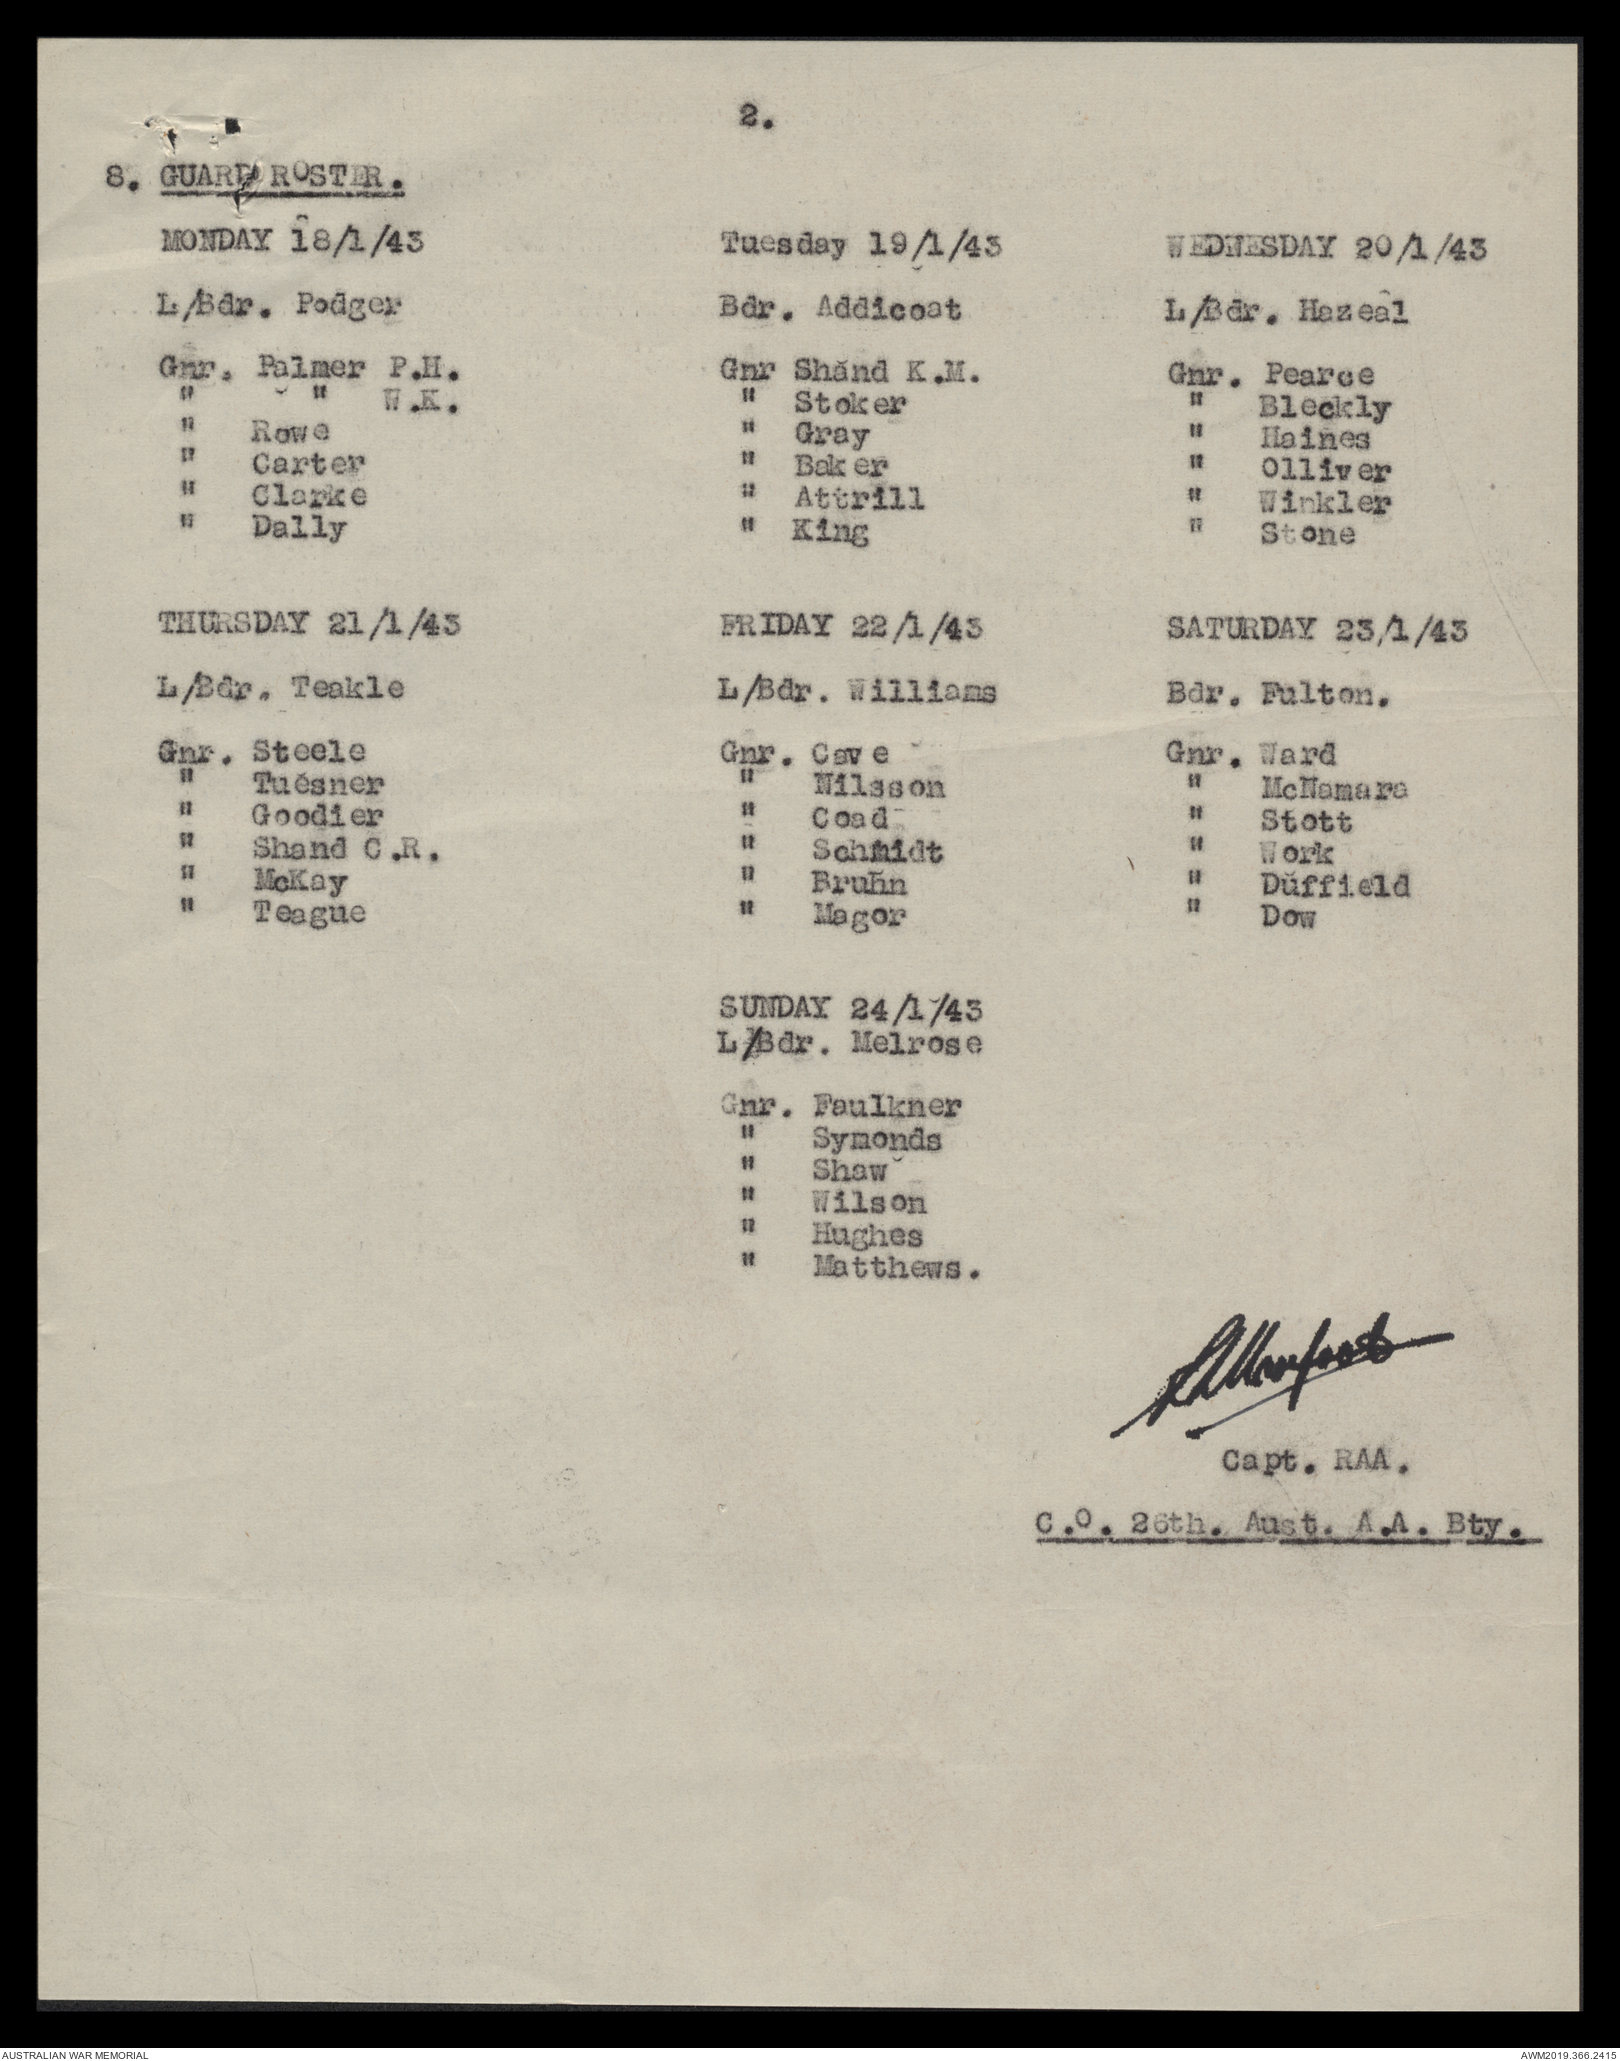 2.
8. GUARD ROSTER.
MONDAY 18/1/43
L/Bdr. Podger
Gnr. Palmer P.H.
" " W.K.
" Rowe
" Carter
" Clarke
" Dally
Tuesday 19/1/43
Bdr. Addicoat
Gnr Shand K.M.
" Stoker
" Gray
" Baker
" Attrill
" King
WEDNESDAY 20/1/43
L/Bdr. Hazeal
Gnr. Pearce
" Bleckly
" Haines
" Olliver
" Winkler
" Stone
THURSDAY 21/1/43
L/Bdr. Teakle
Gnr. Steele
" Tuesner
" Goodier
" Shand C.R.
" McKay
" Teague
FRIDAY 22/1/43
L/Bdr. Williams
Gnr. Cave
" Nilsson
" Coad
" Schmidt
" Bruhn
" Magor
SATURDAY 23/1/43
Bdr. Fulton.
Gnr. Ward
" McNamara
" Stott
" Work
" Duffield
" Dow
SUNDAY 24/1/43
L/Bdr. Melrose
Gnr. Faulkner
" Symonds
" Shaw
" Wilson
" Hughes
" Matthews.
Capt. RAA.
C.O. 26th. Aust. A.A. Bty.
AUSTRALIAN WAR MEMORIAL
AWM2019.366.2415